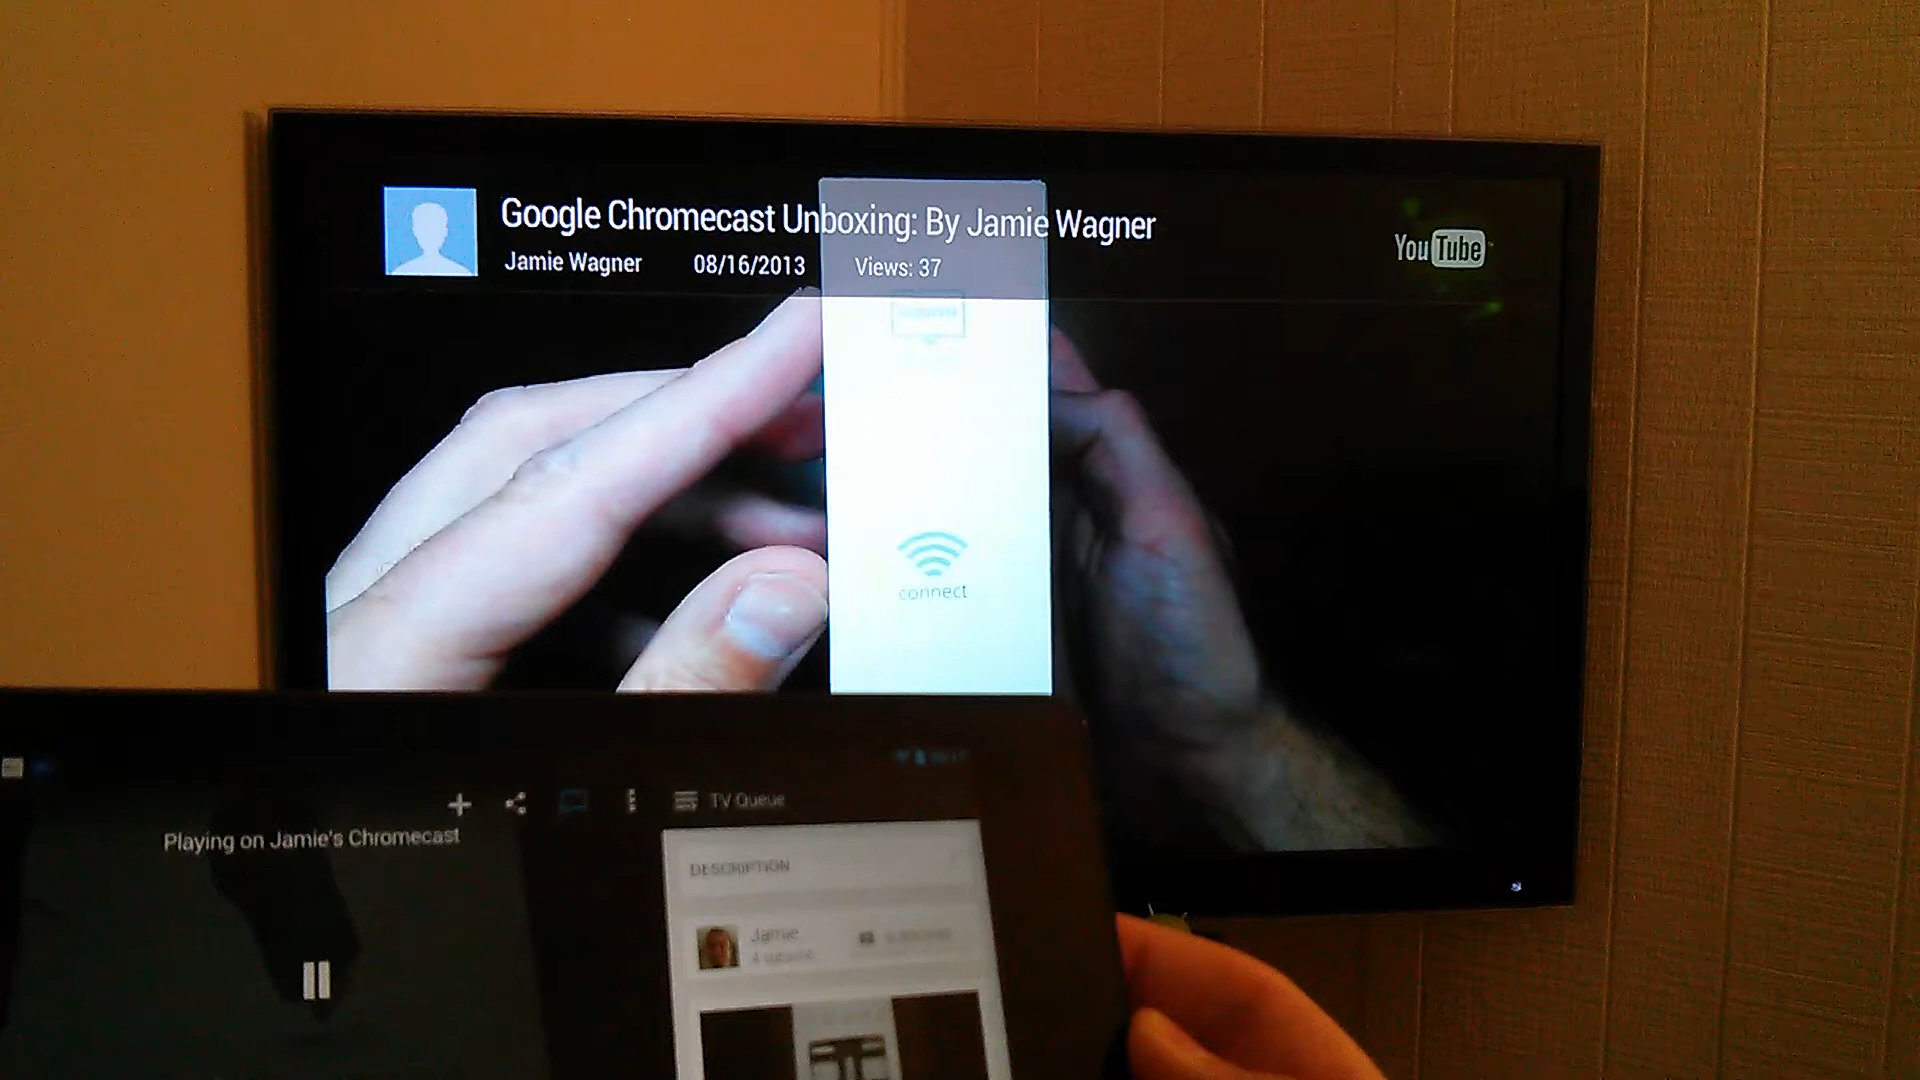 Google Chromecast Unboxing: By Jamie Wagner
Jamie Wagner 08/16/2013 Views: 37
YouTube
connect
TV Queue
Playing on Jamie's Chromecast
DESCRIPTION
Jamie